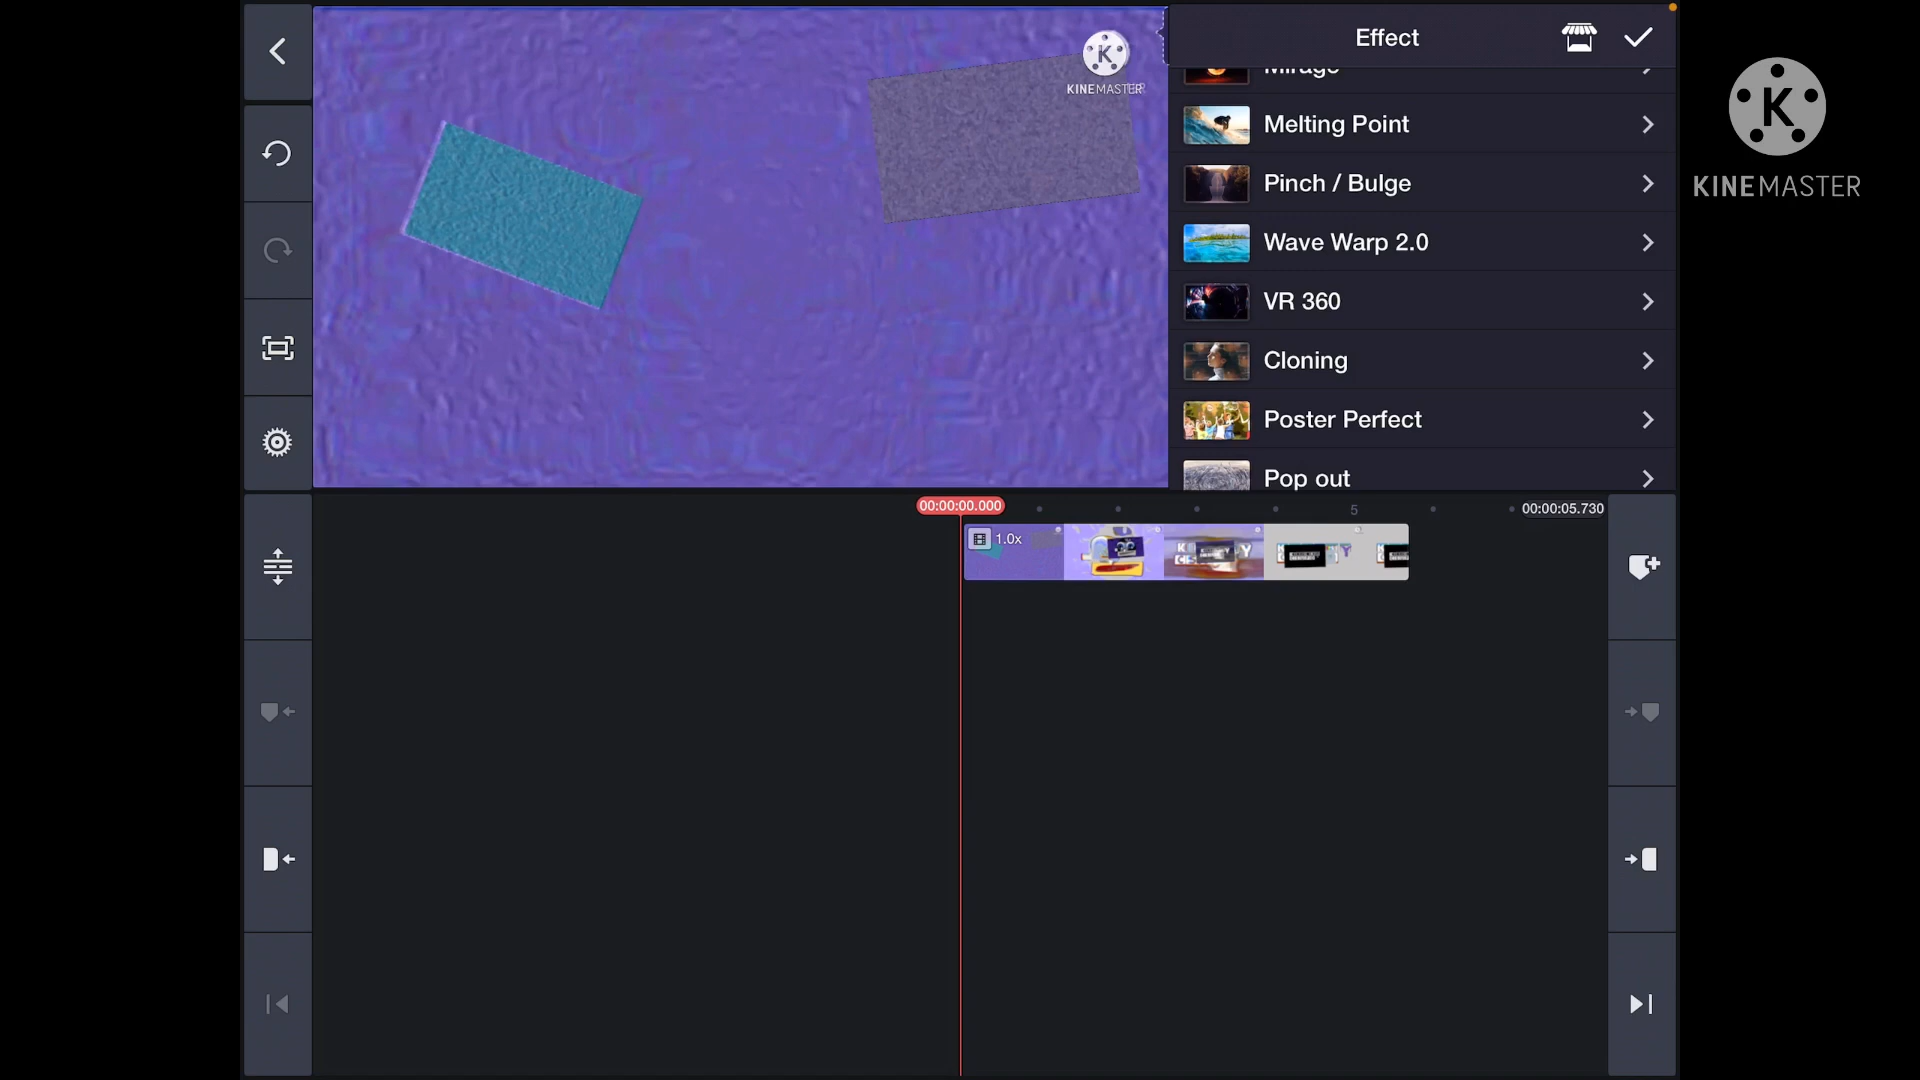 Effect
Mirage
Melting Point
Pinch / Bulge
Wave Warp 2.0
VR 360
Cloning
Poster Perfect
Pop out
K
KINEMASTER
K
KINEMASTER
00:00:00.000
5
00:00:05.730
1.0x